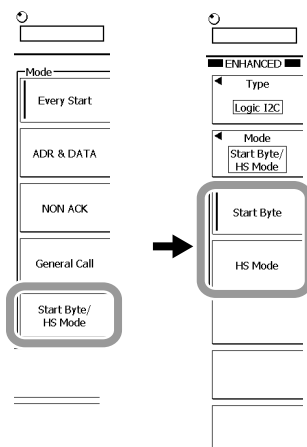 Mode
Every Start
ADR & DATA
NON ACK
General Call
Start Byte/
HS Mode
ENHANCED
Type
Logic I2C
Mode
Start Byte/
HS Mode
Start Byte
HS Mode